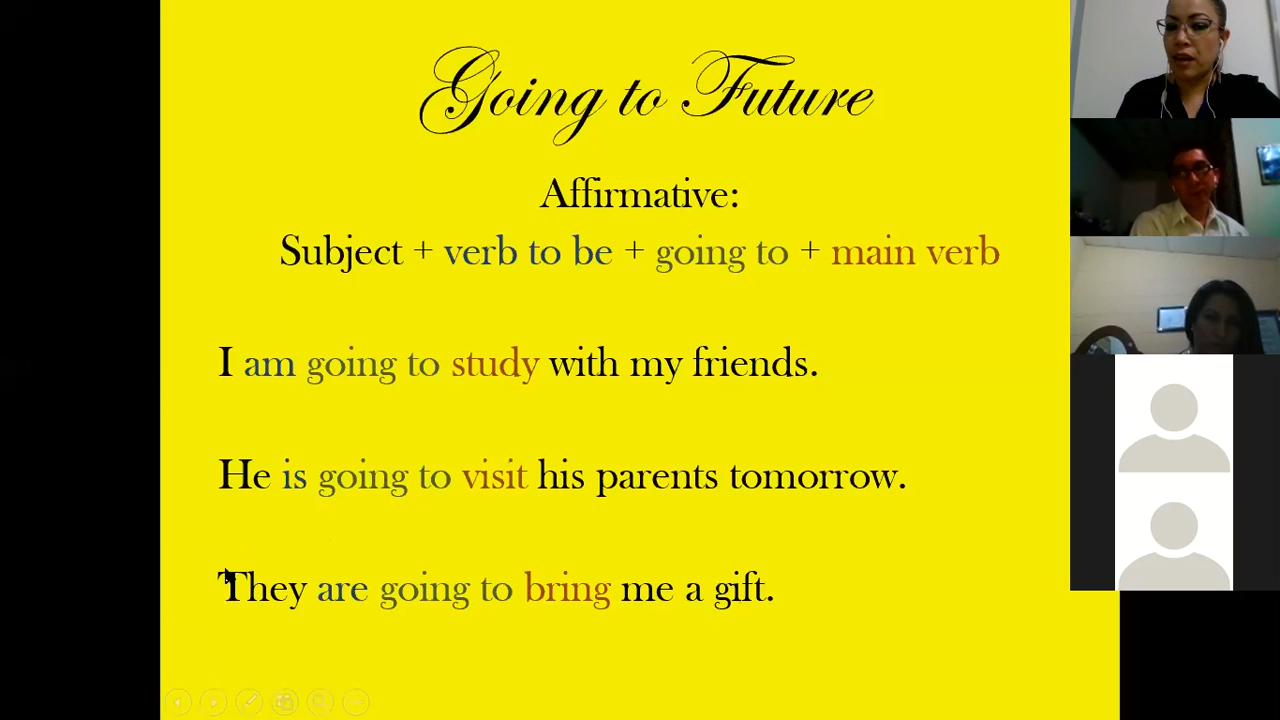 Going to Future
Affirmative:
Subject + verb to be + going to + main verb
I am going to study with my friends.
He is going to visit his parents tomorrow.
They are going to bring me a gift.